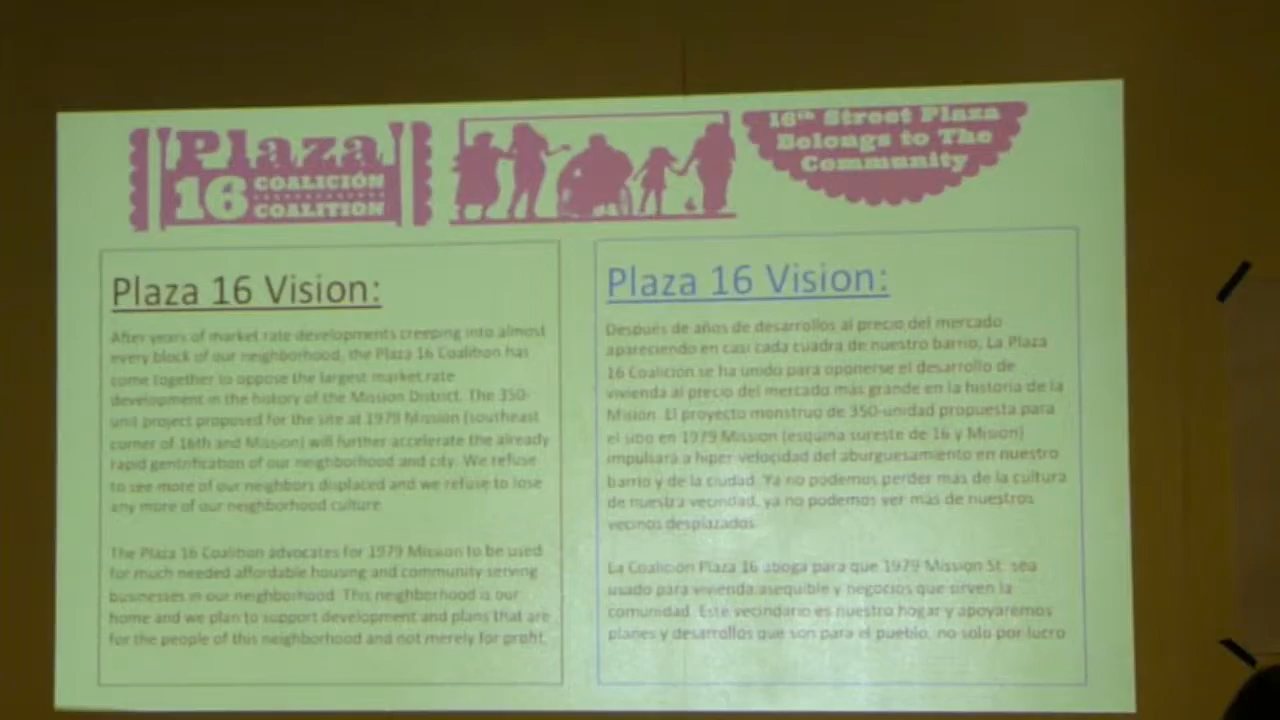 Plaza
16 COALICIÓN
COALITION
16th Street Plaza
Belongs to The
Community
Plaza 16 Vision:
After years of market rate developments creeping into almost
every block of our neighborhood, the Plaza 16 Coalition has
come together to oppose the largest market rate
development in the history of the Mission District. The 350-
unit project proposed for the site at 1979 Mission (southeast
corner of 16th and Mission) will further accelerate the already
rapid gentrification of our neighborhood and city. We refuse
to see more of our neighbors displaced and we refuse to lose
any more of our neighborhood culture
The Plaza 16 Coalition advocates for 1979 Mission to be used
for much needed affordable housing and community serving
businesses in our neighborhood. This neighborhood is our
home and we plan to support development and plans that are
for the people of this neighborhood and not merely for profit.
Plaza 16 Vision:
Después de años de desarrollos al precio del mercado
apareciendo en casi cada cuadra de nuestro barrio, La Plaza
16 Coalición se ha unido para oponerse el desarrollo de
vivienda al precio del mercado más grande en la historia de la
Misión. El proyecto monstruo de 350-unidad propuesta para
el sitio en 1979 Mission (esquina sureste de 16 y Misión)
impulsará a hiper velocidad del aburguesamiento en nuestro
barrio y de la ciudad. Ya no podemos perder más de la cultura
de nuestra vecindad, ya no podemos ver más de nuestros
vecinos desplazados
La Coalición Plaza 16 aboga para que 1979 Mission St. sea
usado para vivienda asequible y negocios que sirven la
comunidad. Este vecindario es nuestro hogar y apoyaremos
planes y desarrollos que son para el pueblo, no solo por lucro